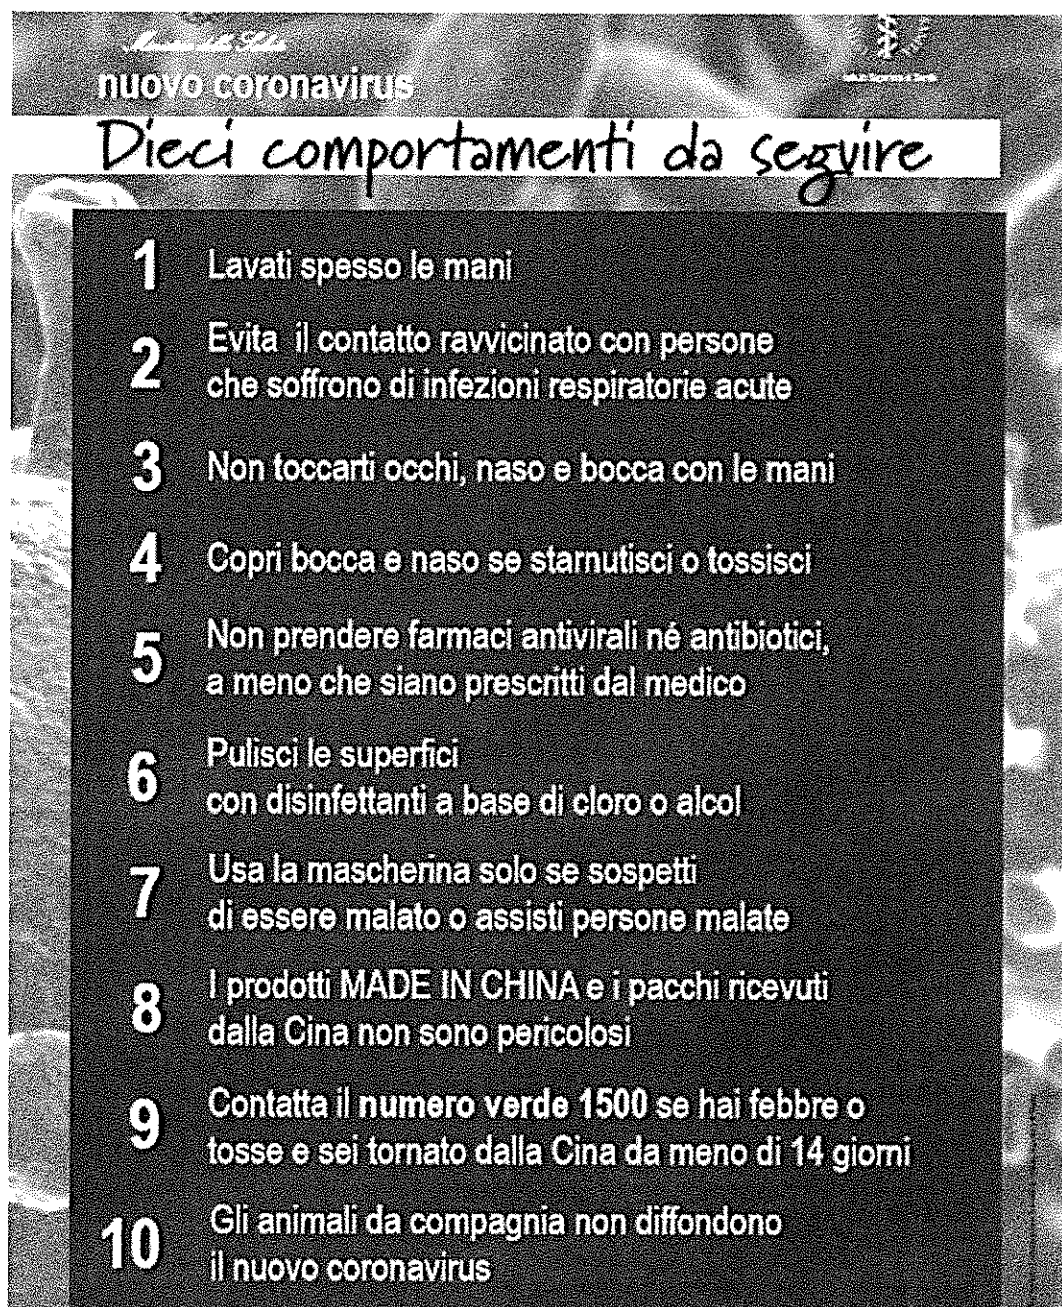 Ministero della Salute
nuovo coronavirus
Dieci comportamenti da seguire
1 Lavati spesso le mani
2 Evita il contatto ravvicinato con persone
che soffrono di infezioni respiratorie acute
3 Non toccarti occhi, naso e bocca con le mani
4 Copri bocca e naso se starnutisci o tossisci
5 Non prendere farmaci antivirali né antibiotici,
a meno che siano prescritti dal medico
6 Pulisci le superfici
con disinfettanti a base di cloro o alcol
7 Usa la mascherina solo se sospetti
di essere malato o assisti persone malate
8 I prodotti MADE IN CHINA e i pacchi ricevuti
dalla Cina non sono pericolosi
9 Contatta il numero verde 1500 se hai febbre o
tosse e sei tornato dalla Cina da meno di 14 giorni
10 Gli animali da compagnia non diffondono
il nuovo coronavirus